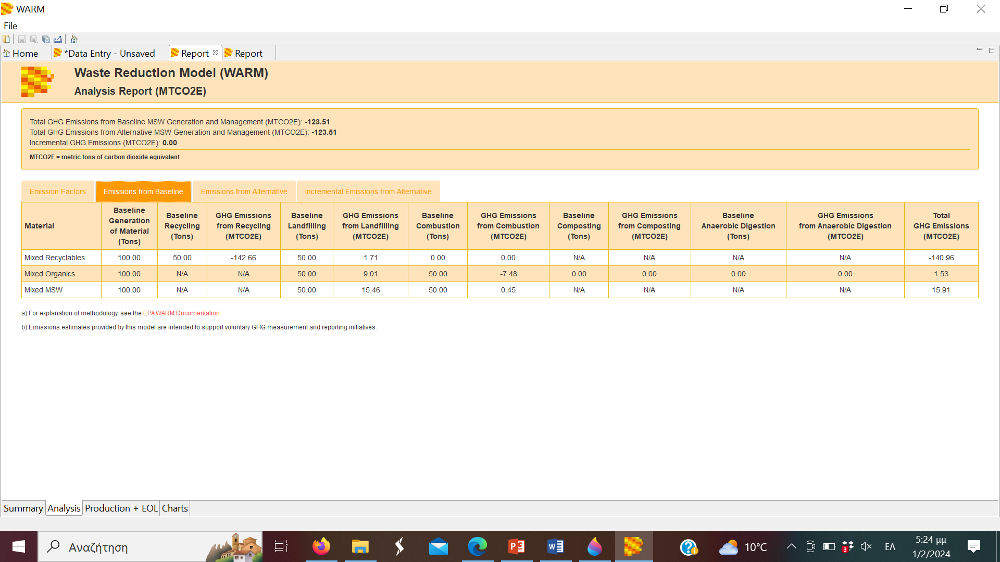 WARM
File
Home
*Data Entry - Unsaved
Report
Report
Waste Reduction Model (WARM)
Analysis Report (MTCO2E)
Total GHG Emissions from Baseline MSW Generation and Management (MTCO2E): -123.51
Total GHG Emissions from Alternative MSW Generation and Management (MTCO2E): -123.51
Incremental GHG Emissions (MTCO2E): 0.00
MTCO2E = metric tons of carbon dioxide equivalent
Emission Factors
Emissions from Baseline
Emissions from Alternative
Incremental Emissions from Alternative
Material
Baseline
Generation
of Material
(Tons)
Baseline
Recycling
(Tons)
GHG Emissions
from Recycling
(MTCO2E)
Baseline
Landfilling
(Tons)
GHG Emissions
from Landfilling
(MTCO2E)
Baseline
Combustion
(Tons)
GHG Emissions
from Combustion
(MTCO2E)
Baseline
Composting
(Tons)
GHG Emissions
from Composting
(MTCO2E)
Baseline
Anaerobic Digestion
(Tons)
GHG Emissions
from Anaerobic Digestion
(MTCO2E)
Total
GHG Emissions
(MTCO2E)
Mixed Recyclables 100.00 50.00 -142.66 50.00 1.71 0.00 0.00 N/A N/A N/A N/A -140.96
Mixed Organics 100.00 N/A N/A 50.00 9.01 50.00 -7.48 0.00 0.00 0.00 0.00 1.53
Mixed MSW 100.00 N/A N/A 50.00 15.46 50.00 0.45 N/A N/A N/A N/A 15.91
a) For explanation of methodology, see the EPA WARM Documentation
b) Emissions estimates provided by this model are intended to support voluntary GHG measurement and reporting initiatives.
Summary
Analysis
Production + EOL
Charts
Αναζήτηση
10°C
3
ΕΛ
5:24 μμ
1/2/2024